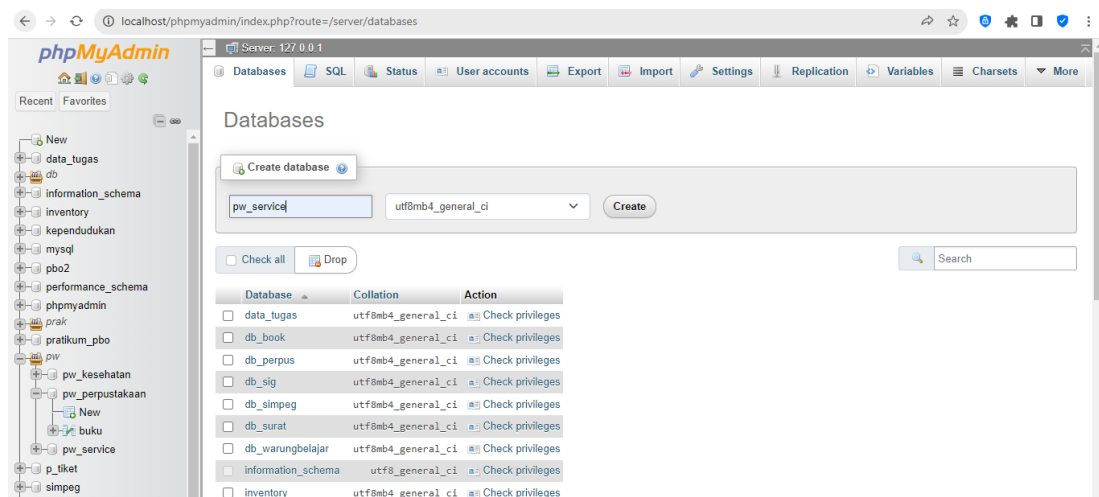 localhost/phpmyadmin/index.php?route=/server/databases
phpMyAdmin
Recent Favorites
New
data_tugas
db
information_schema
inventory
kependudukan
mysql
pbo2
performance_schema
phpmyadmin
prak
pratikum_pbo
pw
pw_kesehatan
pw_perpustakaan
New
buku
pw_service
p_tiket
simpeg
Server: 127.0.0.1
Databases SQL Status User accounts Export Import Settings Replication Variables Charsets More
Databases
Create database
pw_service utf8mb4_general_ci Create
Check all Drop Search
Database Collation Action
data_tugas utf8mb4_general_ci Check privileges
db_book utf8mb4_general_ci Check privileges
db_perpus utf8mb4_general_ci Check privileges
db_sig utf8mb4_general_ci Check privileges
db_simpeg utf8mb4_general_ci Check privileges
db_surat utf8mb4_general_ci Check privileges
db_warungbelajar utf8mb4_general_ci Check privileges
information_schema utf8_general_ci Check privileges
inventory utf8mb4_general_ci Check privileges